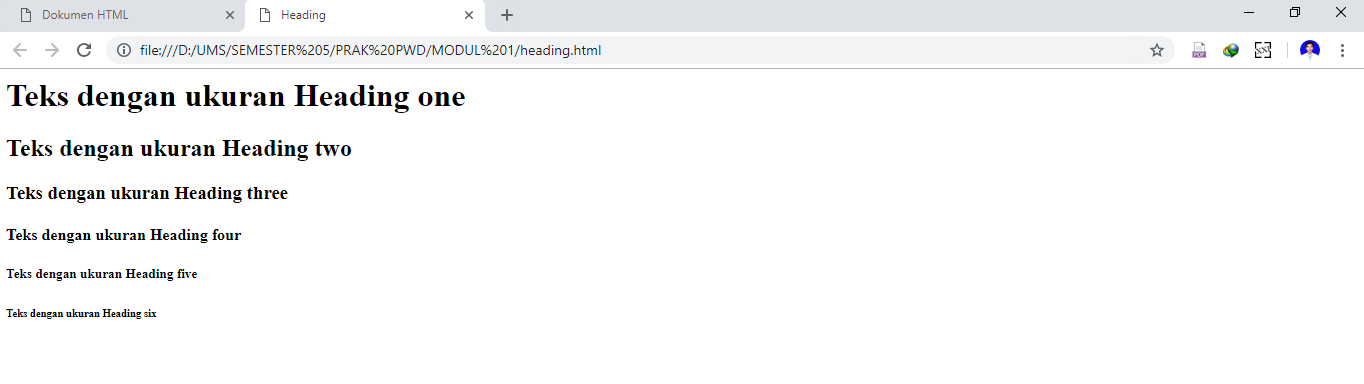 Dokumen HTML
Heading
file:///D:/UMS/SEMESTER%205/PRAK%20PWD/MODUL%201/heading.html
PDF
Teks dengan ukuran Heading one
Teks dengan ukuran Heading two
Teks dengan ukuran Heading three
Teks dengan ukuran Heading four
Teks dengan ukuran Heading five
Teks dengan ukuran Heading six